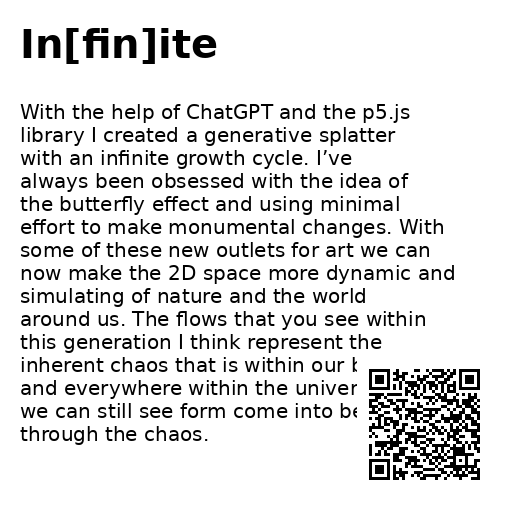 In[fin]ite
With the help of ChatGPT and the p5.js
library I created a generative splatter
with an infinite growth cycle. I’ve
always been obsessed with the idea of
the butterfly effect and using minimal
effort to make monumental changes. With
some of these new outlets for art we can
now make the 2D space more dynamic and
simulating of nature and the world
around us. The flows that you see within
this generation I think represent the
inherent chaos that is within our
and everywhere within the
we can still see form come into
through the chaos.